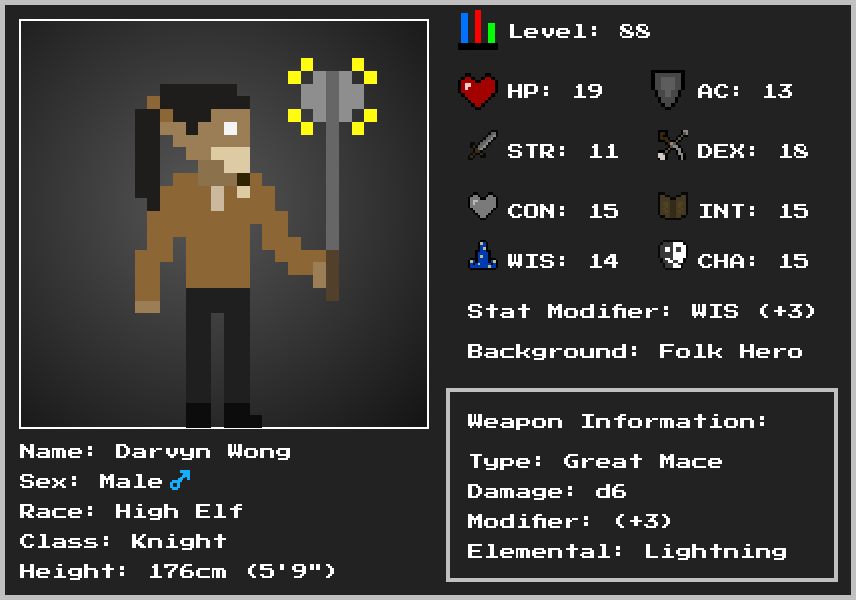 Level: 88
HP: 19
AC: 13
STR: 11
DEX: 18
CON: 15
INT: 15
WIS: 14
CHA: 15
Stat Modifier: WIS (+3)
Background: Folk Hero
Weapon Information:
Type: Great Mace
Damage: d6
Modifier: (+3)
Elemental: Lightning
Name: Darvyn Wong
Sex: Male♂
Race: High Elf
Class: Knight
Height: 176cm (5'9")